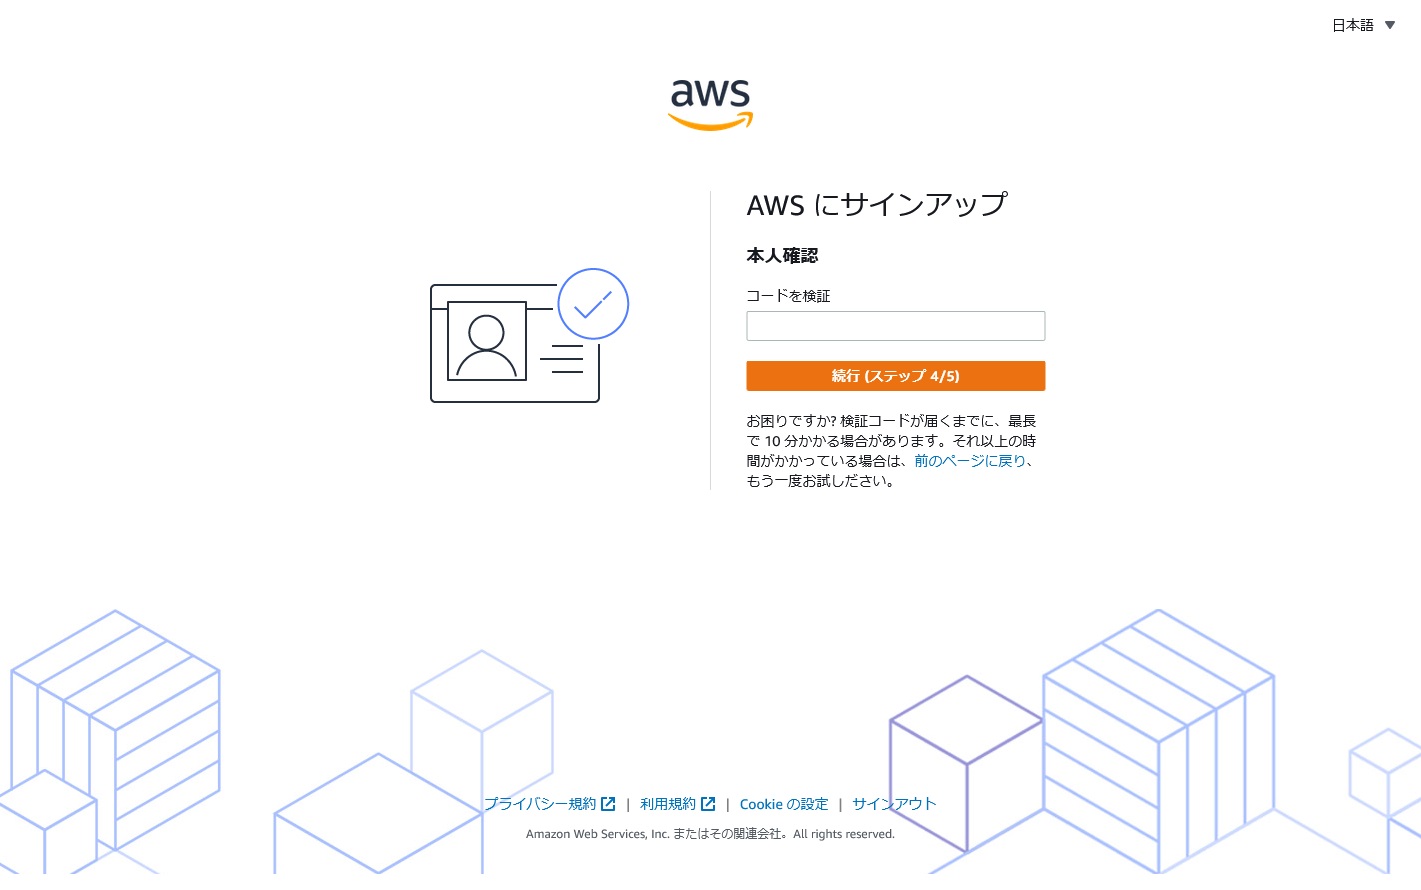 日本語
aws
AWS にサインアップ
本人確認
コードを検証
続行 (ステップ 4/5)
お困りですか? 検証コードが届くまでに、最長
で 10 分かかる場合があります。それ以上の時
間がかかっている場合は、前のページに戻り、
もう一度お試しださい。
プライバシー規約 | 利用規約 | Cookie の設定 | サインアウト
Amazon Web Services, Inc. またはその関連会社。All rights reserved.